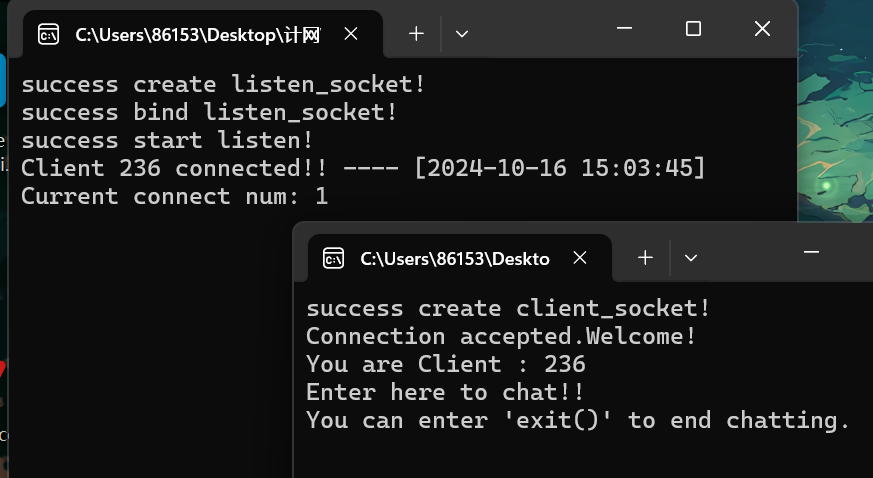 C:\Users\86153\Desktop\计网
success create listen_socket!
success bind listen_socket!
success start listen!
Client 236 connected!! ---- [2024-10-16 15:03:45]
Current connect num: 1
C:\Users\86153\Deskto
success create client_socket!
Connection accepted.Welcome!
You are Client : 236
Enter here to chat!!
You can enter 'exit()' to end chatting.